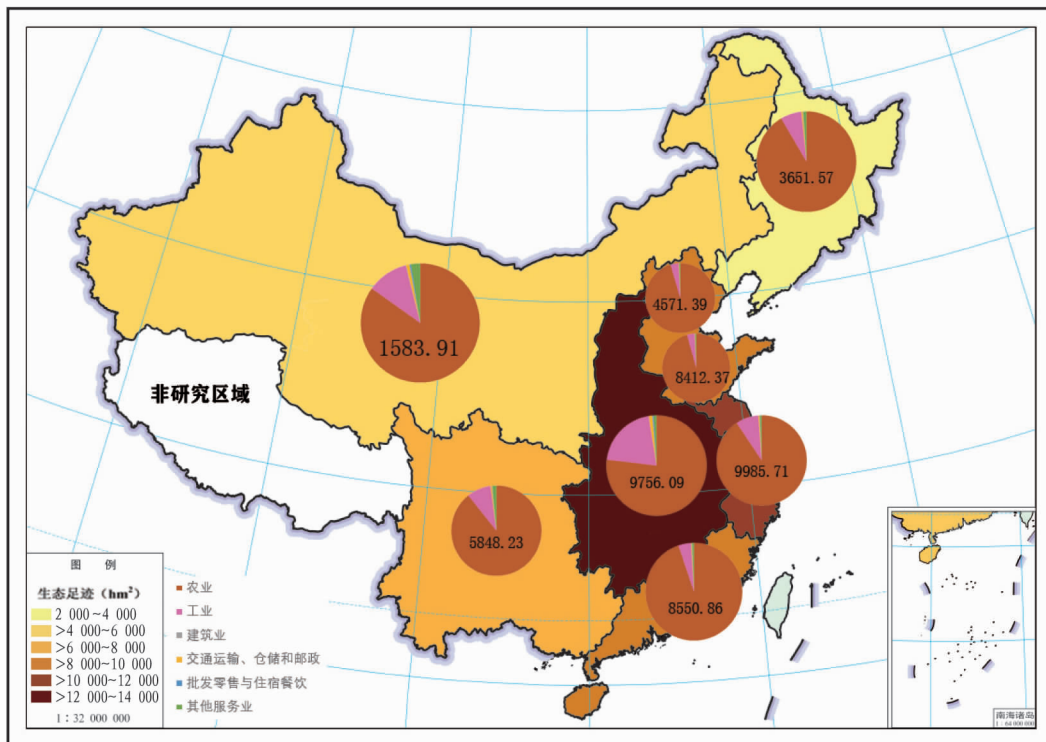 3651.57
4571.39
1583.91
8412.37
非研究区域
9756.09
9985.71
5848.23
8550.86
图 例
生态足迹(hm²)
2 000~4 000
>4 000~6 000
>6 000~8 000
>8 000~10 000
>10 000~12 000
>12 000~14 000
1:32 000 000
农业
工业
建筑业
交通运输、仓储和邮政
批发零售与住宿餐饮
其他服务业
南海诸岛
1:64 000 000